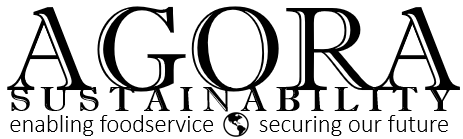 AGORA
SUSTAINABILITY
enabling foodservice securing our future